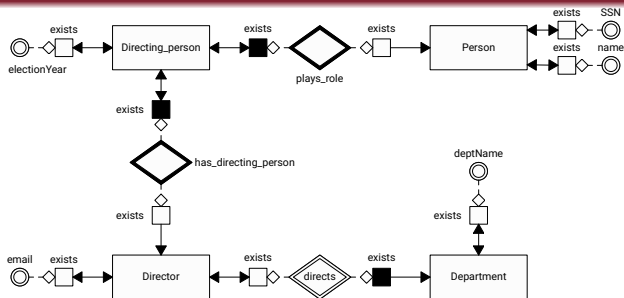 exists
exists
exists
exists
SSN
electionYear
Directing_person
plays_role
Person
exists
name
exists
has_directing_person
deptName
exists
exists
email
exists
Director
exists
directs
exists
Department